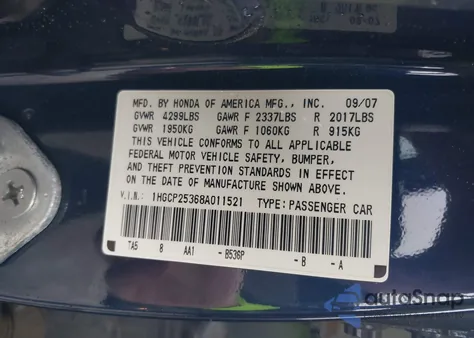 MFD. BY HONDA OF AMERICA MFG., INC. 09/07
GVWR 4299LBS GAWR F 2337LBS R 2017LBS
GVWR 1950KG GAWR F 1060KG R 915KG
THIS VEHICLE CONFORMS TO ALL APPLICABLE
FEDERAL MOTOR VEHICLE SAFETY, BUMPER,
AND THEFT PREVENTION STANDARDS IN EFFECT
ON THE DATE OF MANUFACTURE SHOWN ABOVE.
V.I.N.: 1HGCP25368A011521 TYPE:PASSENGER CAR
TA5 8 AA1 -B536P -B -A
autoSnap